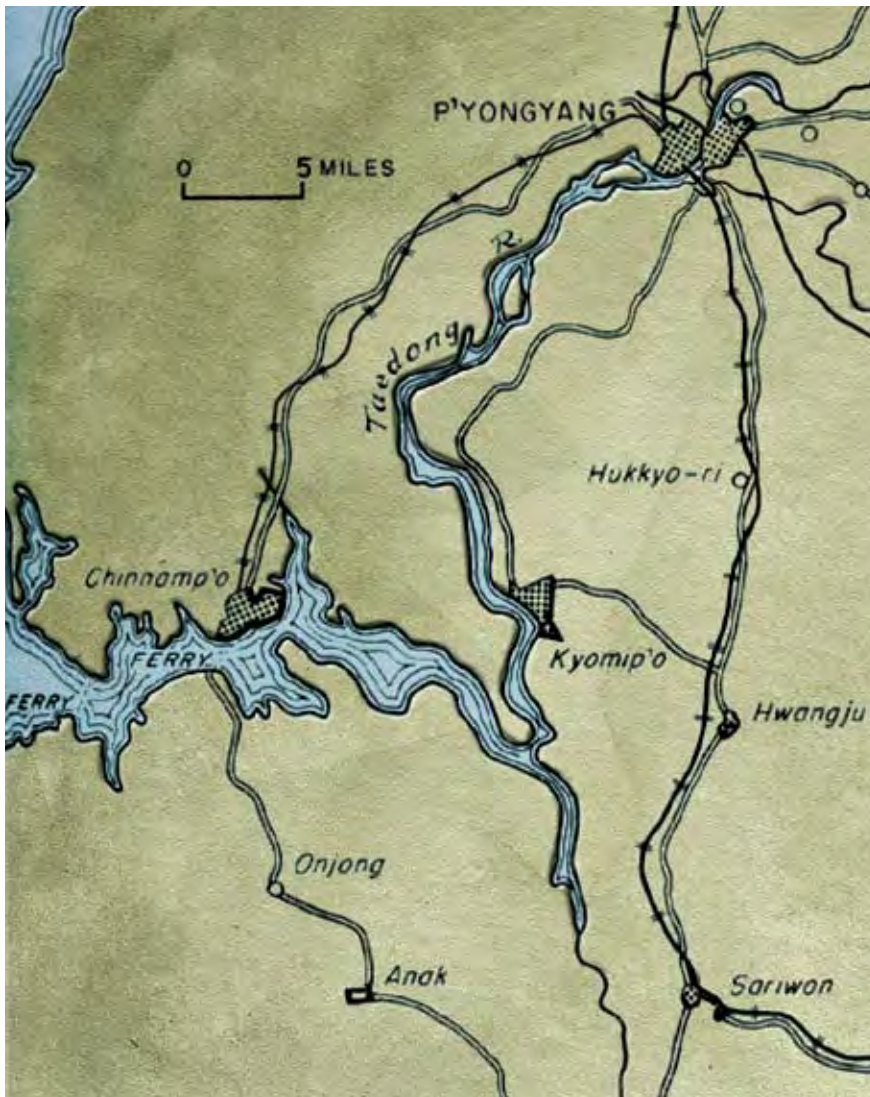 P'YONGYANG
0 5 MILES
Taedong R.
Hukkyo-ri
Chinnamp'o
FERRY
FERRY
Kyomip'o
Hwangju
Onjong
Anak
Sariwon